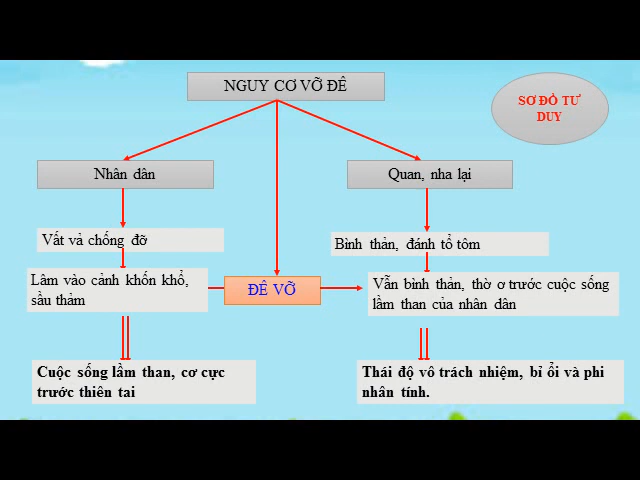 NGUY CƠ VỠ ĐÊ
SƠ ĐỒ TƯ
DUY
Nhân dân
Quan, nha lại
Vất vả chống đỡ
Bình thản, đánh tổ tôm
Lâm vào cảnh khốn khổ,
sầu thảm
ĐÊ VỠ
Vẫn bình thản, thờ ơ trước cuộc sống
lầm than của nhân dân
Cuộc sống lầm than, cơ cực
trước thiên tai
Thái độ vô trách nhiệm, bỉ ổi và phi
nhân tính.